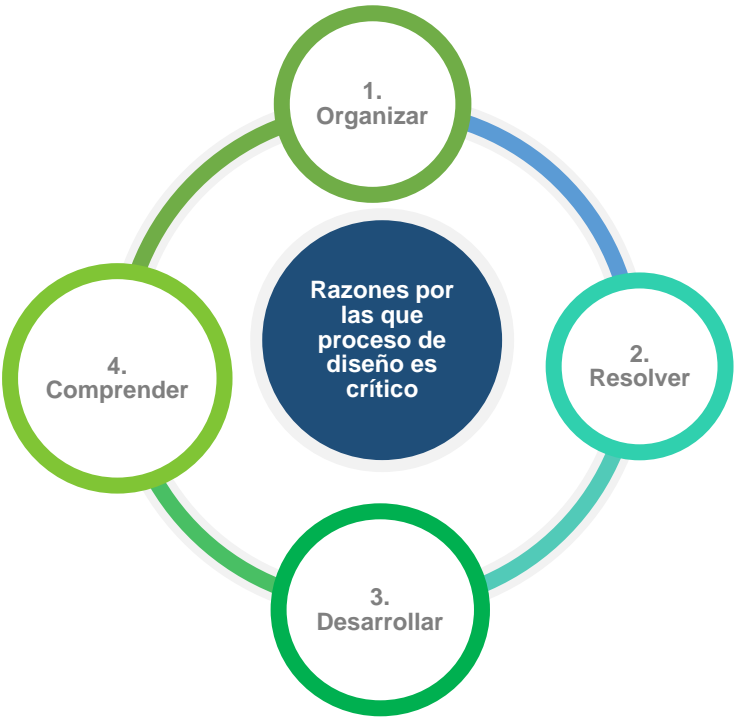 1.
Organizar
Razones por
las que
proceso de
diseño es
crítico
2.
Resolver
3.
Desarrollar
4.
Comprender